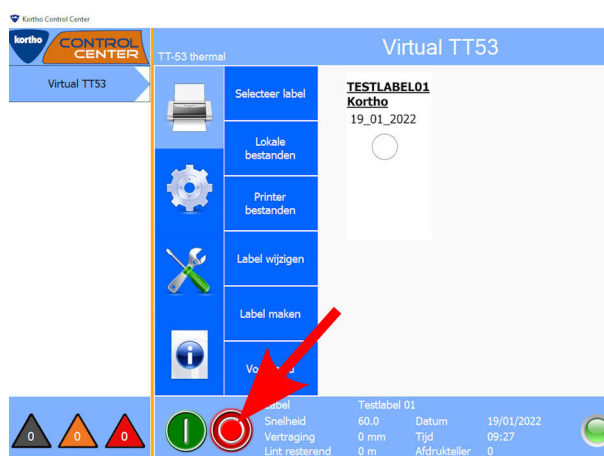 Kortho Control Center
kortho
CONTROL
CENTER
TT-53 thermal
Virtual TT53
Virtual TT53
Selecteer label
Lokale
bestanden
Printer
bestanden
Label wijzigen
Label maken
TESTLABEL01
Kortho
19_01_2022
0
0
0
Label Testlabel 01
Snelheid 60.0 Datum 19/01/2022
Vertraging 0 mm Tijd 09:27
Lint resterend 0 m Afdrukteller 0